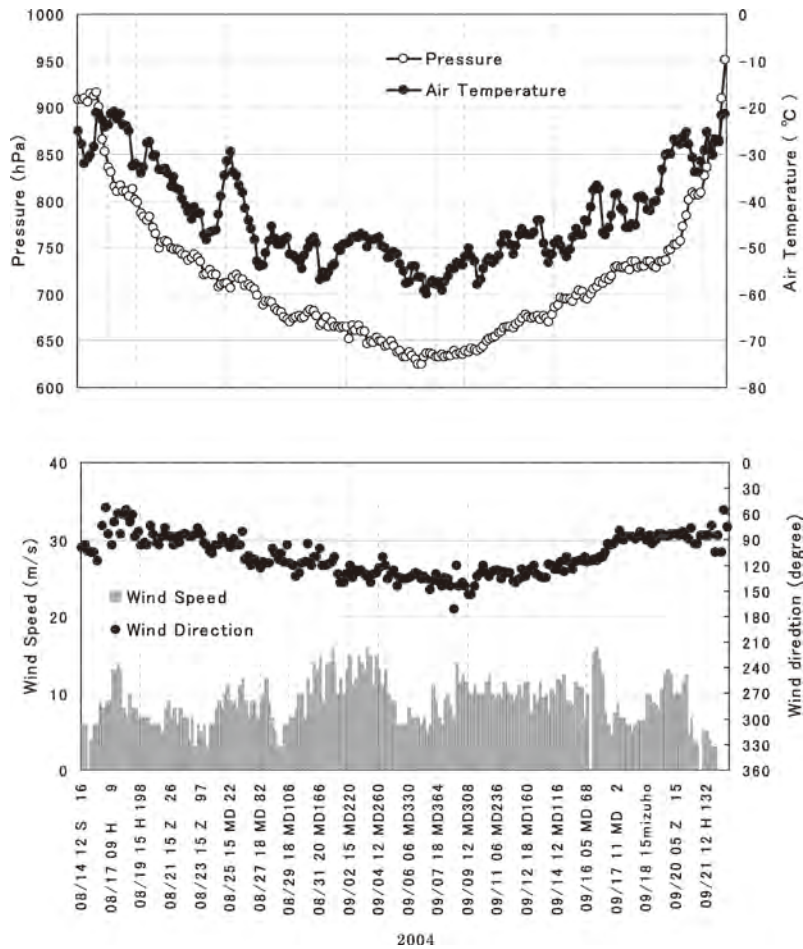 1000
950
900
850
800
750
700
650
600
Pressure (hPa)
Pressure
Air Temperature
0
-10
-20
-30
-40
-50
-60
-70
-80
Air Temperature ( ℃)
40
30
20
10
0
Wind Speed (m/s)
Wind Speed
Wind Direction
0
30
60
90
120
150
180
210
240
270
300
330
360
Wind diredtion (degree)
08/14 12 S 16
08/17 09 H 9
08/19 15 H 198
08/21 15 Z 26
08/23 15 Z 97
08/25 15 MD 22
08/27 18 MD 82
08/29 18 MD106
08/31 20 MD166
09/02 15 MD220
09/04 12 MD260
09/06 06 MD330
09/07 18 MD364
09/09 12 MD308
09/11 06 MD236
09/12 18 MD160
09/14 12 MD116
09/16 05 MD 68
09/17 11 MD 2
09/18 15mizuho
09/20 05 Z 15
09/21 12 H 132
2004